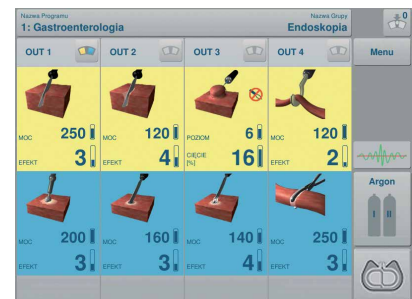 Nazwa Programu Nazwa Grupy
1: Gastroenterologia Endoskopia
0
OUT 1 OUT 2 OUT 3 OUT 4 Menu
MOC 250 MOC 120 POZIOM 6 MOC 120
EFEKT 3 EFEKT 4 CIĘCIE [%] 16 EFEKT 2
Argon
I II
MOC 200 MOC 160 MOC 140 MOC 250
EFEKT 3 EFEKT 3 EFEKT 4 EFEKT 3